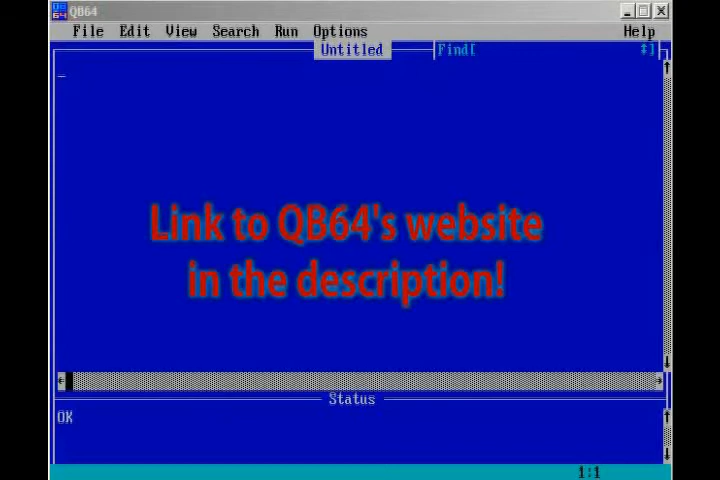 QB64
File Edit View Search Run Options Help
Untitled Find[ ↕]
Link to QB64's website
in the description!
Status
OK
1:1